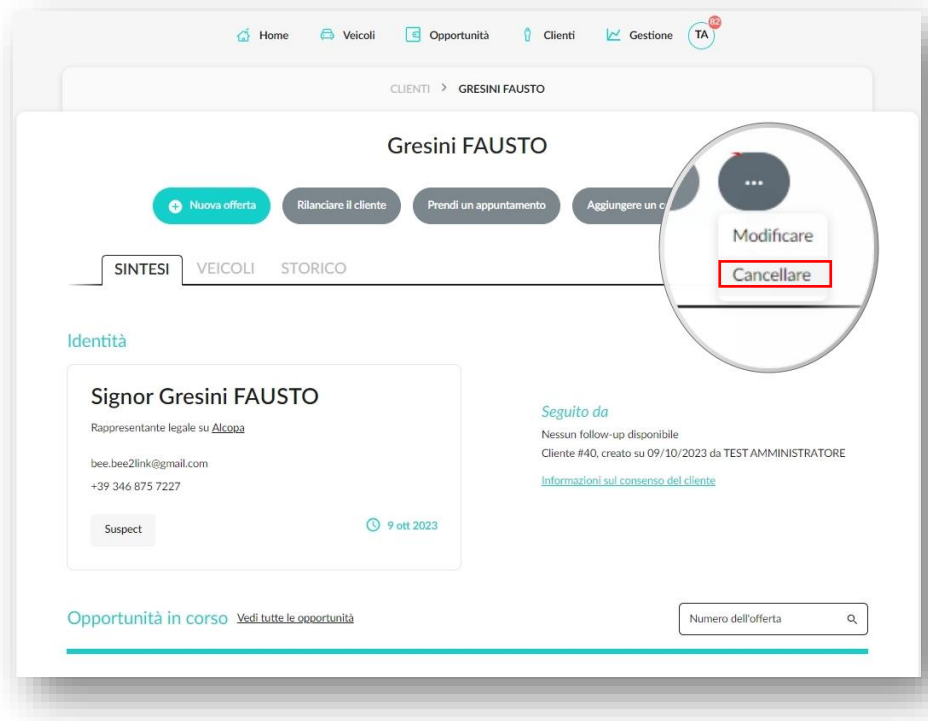 Home Veicoli Opportunità Clienti Gestione TA 82
CLIENTI > GRESINI FAUSTO
Gresini FAUSTO
Nuova offerta Rilanciare il cliente Prendi un appuntamento Aggiungere un c
...
Modificare
Cancellare
SINTESI VEICOLI STORICO
Identità
Signor Gresini FAUSTO
Rappresentante legale su Alcopa
bee.bee2link@gmail.com
+39 346 875 7227
Suspect 9 ott 2023
Seguito da
Nessun follow-up disponibile
Cliente #40, creato su 09/10/2023 da TEST AMMINISTRATORE
Informazioni sul consenso del cliente
Opportunità in corso Vedi tutte le opportunità Numero dell'offerta